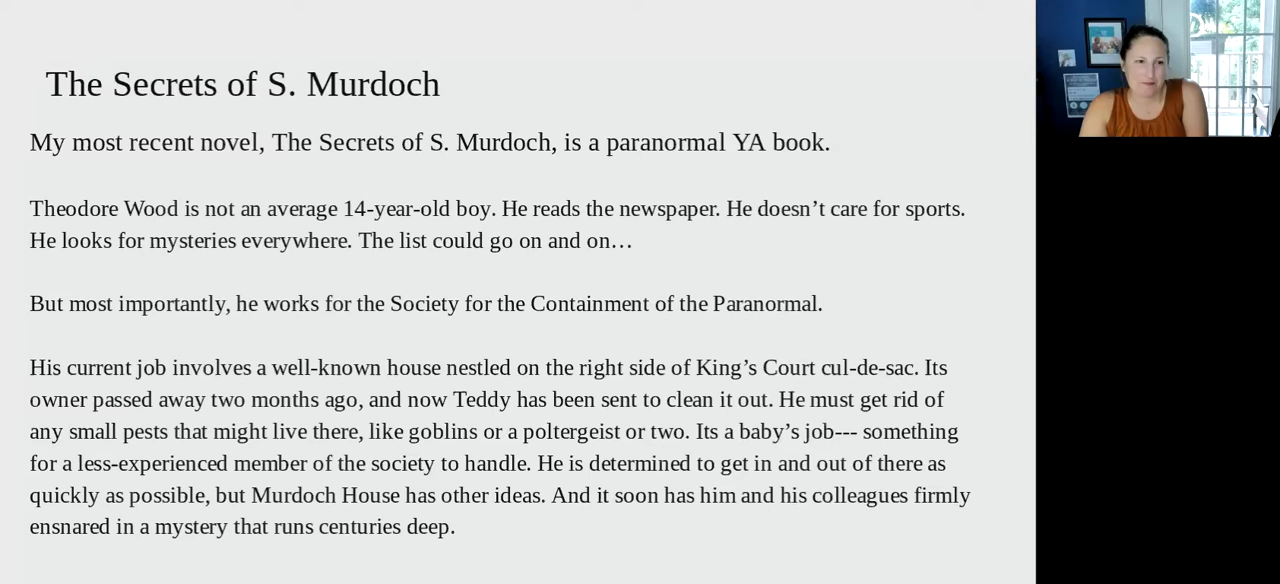 The Secrets of S. Murdoch
My most recent novel, The Secrets of S. Murdoch, is a paranormal YA book.
Theodore Wood is not an average 14-year-old boy. He reads the newspaper. He doesn’t care for sports.
He looks for mysteries everywhere. The list could go on and on…
But most importantly, he works for the Society for the Containment of the Paranormal.
His current job involves a well-known house nestled on the right side of King’s Court cul-de-sac. Its
owner passed away two months ago, and now Teddy has been sent to clean it out. He must get rid of
any small pests that might live there, like goblins or a poltergeist or two. Its a baby’s job--- something
for a less-experienced member of the society to handle. He is determined to get in and out of there as
quickly as possible, but Murdoch House has other ideas. And it soon has him and his colleagues firmly
ensnared in a mystery that runs centuries deep.